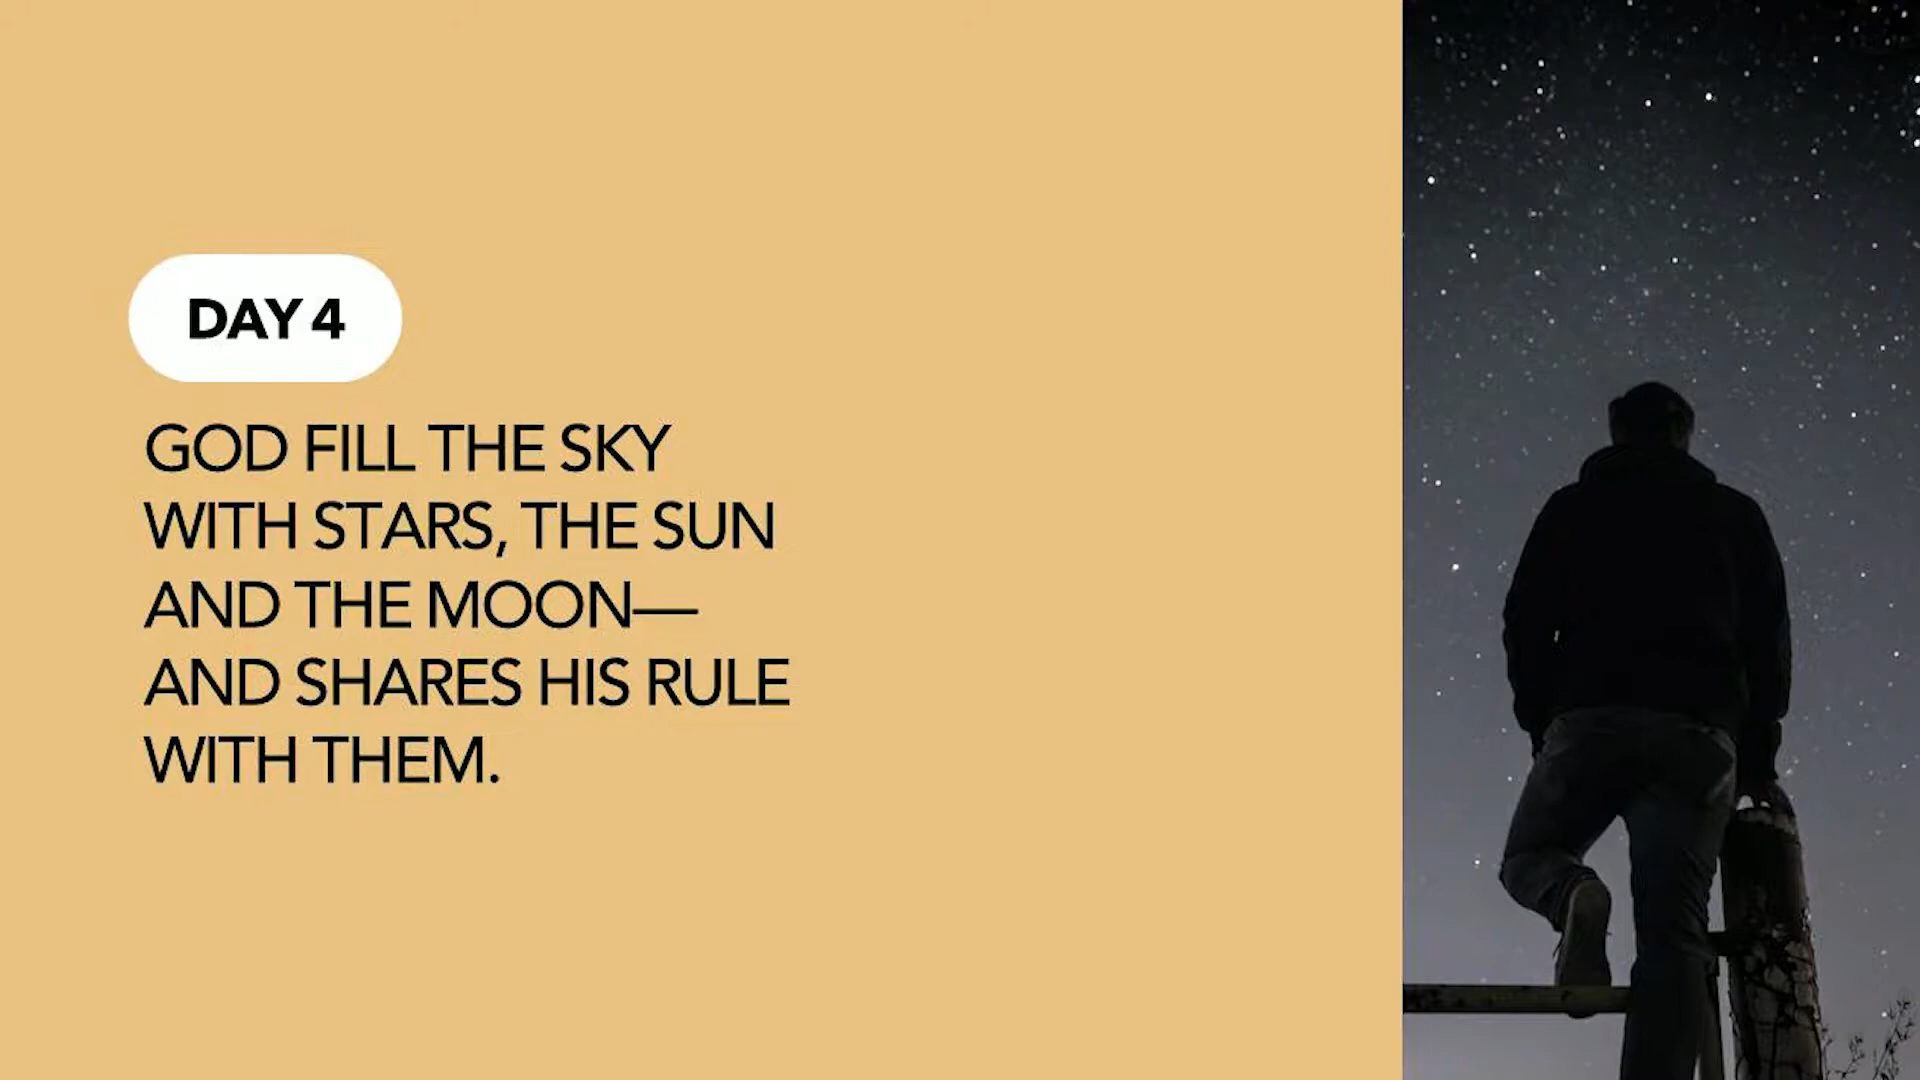 DAY 4
GOD FILL THE SKY
WITH STARS, THE SUN
AND THE MOON—
AND SHARES HIS RULE
WITH THEM.